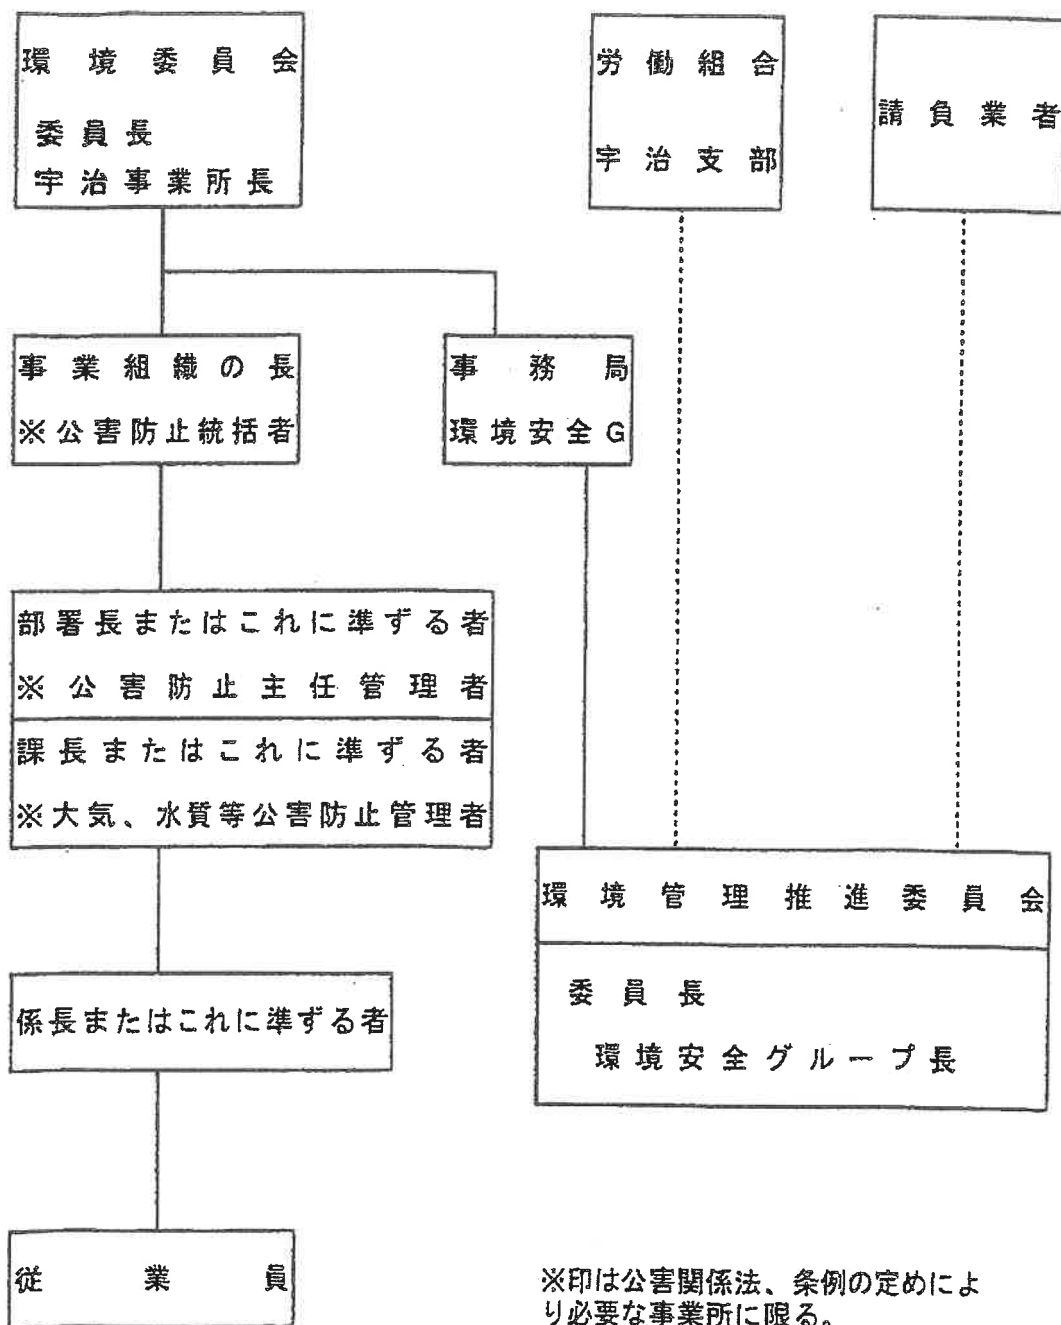 環境委員会
委員長
宇治事業所長
労働組合
宇治支部
請負業者
事業組織の長
※公害防止統括者
事務局
環境安全G
部署長またはこれに準ずる者
※公害防止主任管理者
課長またはこれに準ずる者
※大気、水質等公害防止管理者
環境管理推進委員会
委員長
環境安全グループ長
係長またはこれに準ずる者
従業員
※印は公害関係法、条例の定めによ
り必要な事業所に限る。